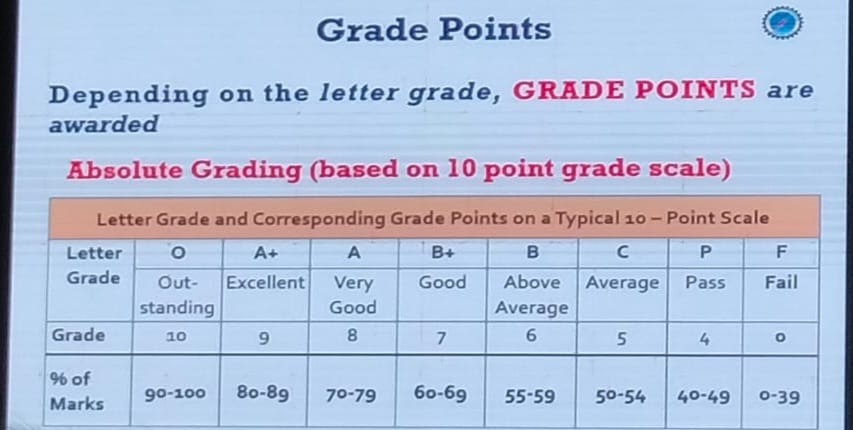 Grade Points
Depending on the letter grade, GRADE POINTS are
awarded
Absolute Grading (based on 10 point grade scale)
Letter Grade and Corresponding Grade Points on a Typical 10 – Point Scale
Letter Grade O A+ A B+ B C P F
Out-standing Excellent Very Good Good Above Average Average Pass Fail
Grade 10 9 8 7 6 5 4 0
% of Marks 90-100 80-89 70-79 60-69 55-59 50-54 40-49 0-39